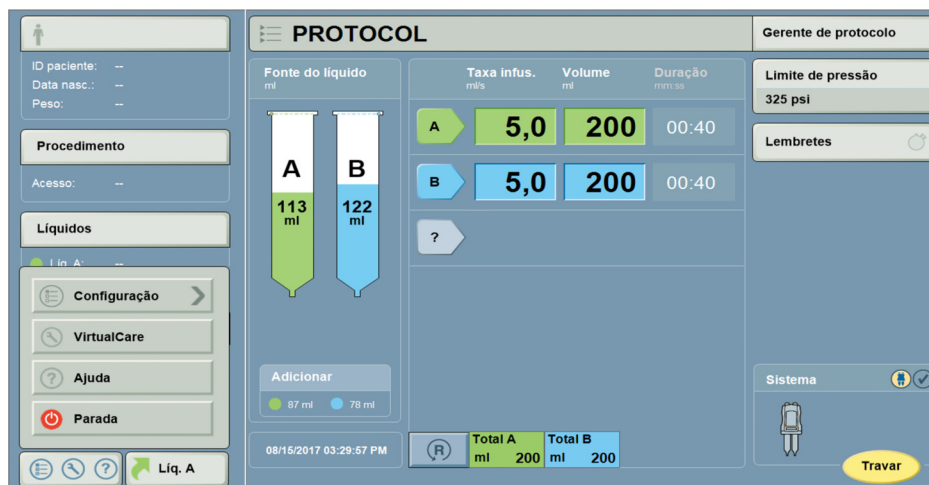 ID paciente: --
Data nasc.: --
Peso: --
Procedimento
Acesso: --
Líquidos
Líq. A: --
Configuração
VirtualCare
Ajuda
Parada
Líq. A
PROTOCOL
Fonte do líquido
ml
A
B
113
ml
122
ml
Adicionar
87 ml 78 ml
08/15/2017 03:29:57 PM
Taxa infus. Volume Duração
ml/s ml mm:ss
A 5,0 200 00:40
B 5,0 200 00:40
?
R
Total A
ml 200
Total B
ml 200
Gerente de protocolo
Limite de pressão
325 psi
Lembretes
Sistema
Travar